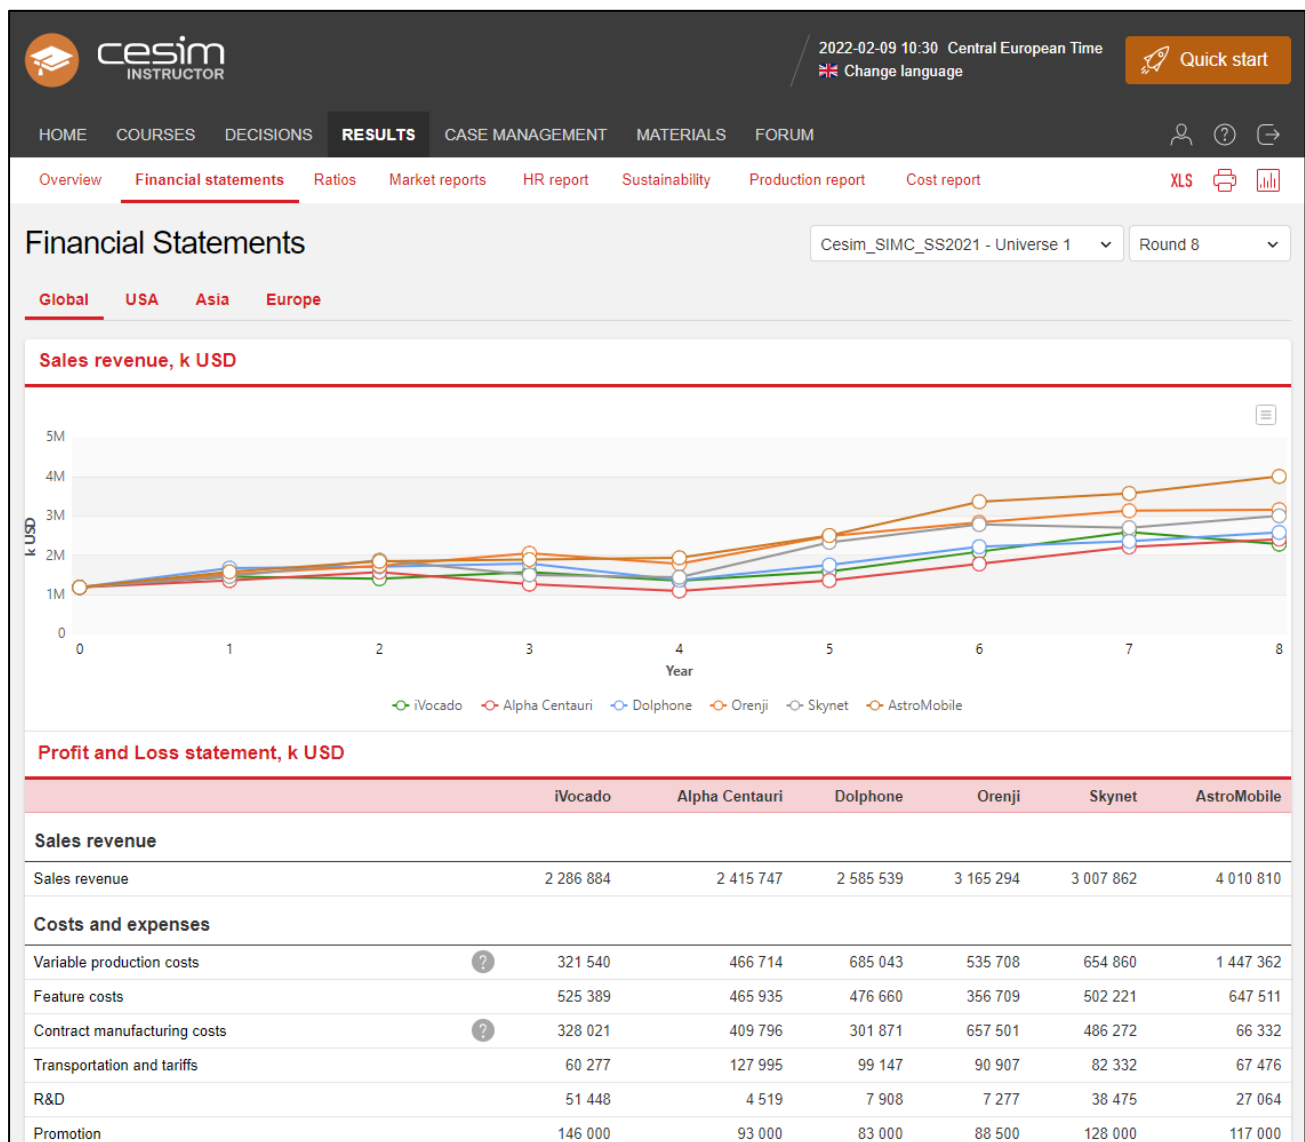 cesim
INSTRUCTOR
2022-02-09 10:30 Central European Time
Change language
Quick start
HOME COURSES DECISIONS RESULTS CASE MANAGEMENT MATERIALS FORUM
Overview Financial statements Ratios Market reports HR report Sustainability Production report Cost report XLS
Financial Statements
Cesim_SIMC_SS2021 - Universe 1 Round 8
Global USA Asia Europe
Sales revenue, k USD
5M
4M
3M
2M
1M
0
k USD
0 1 2 3 4 5 6 7 8
Year
iVocado Alpha Centauri Dolphone Orenji Skynet AstroMobile
Profit and Loss statement, k USD
iVocado Alpha Centauri Dolphone Orenji Skynet AstroMobile
Sales revenue
Sales revenue 2 286 884 2 415 747 2 585 539 3 165 294 3 007 862 4 010 810
Costs and expenses
Variable production costs ? 321 540 466 714 685 043 535 708 654 860 1 447 362
Feature costs 525 389 465 935 476 660 356 709 502 221 647 511
Contract manufacturing costs ? 328 021 409 796 301 871 657 501 486 272 66 332
Transportation and tariffs 60 277 127 995 99 147 90 907 82 332 67 476
R&D 51 448 4 519 7 908 7 277 38 475 27 064
Promotion 146 000 93 000 83 000 88 500 128 000 117 000